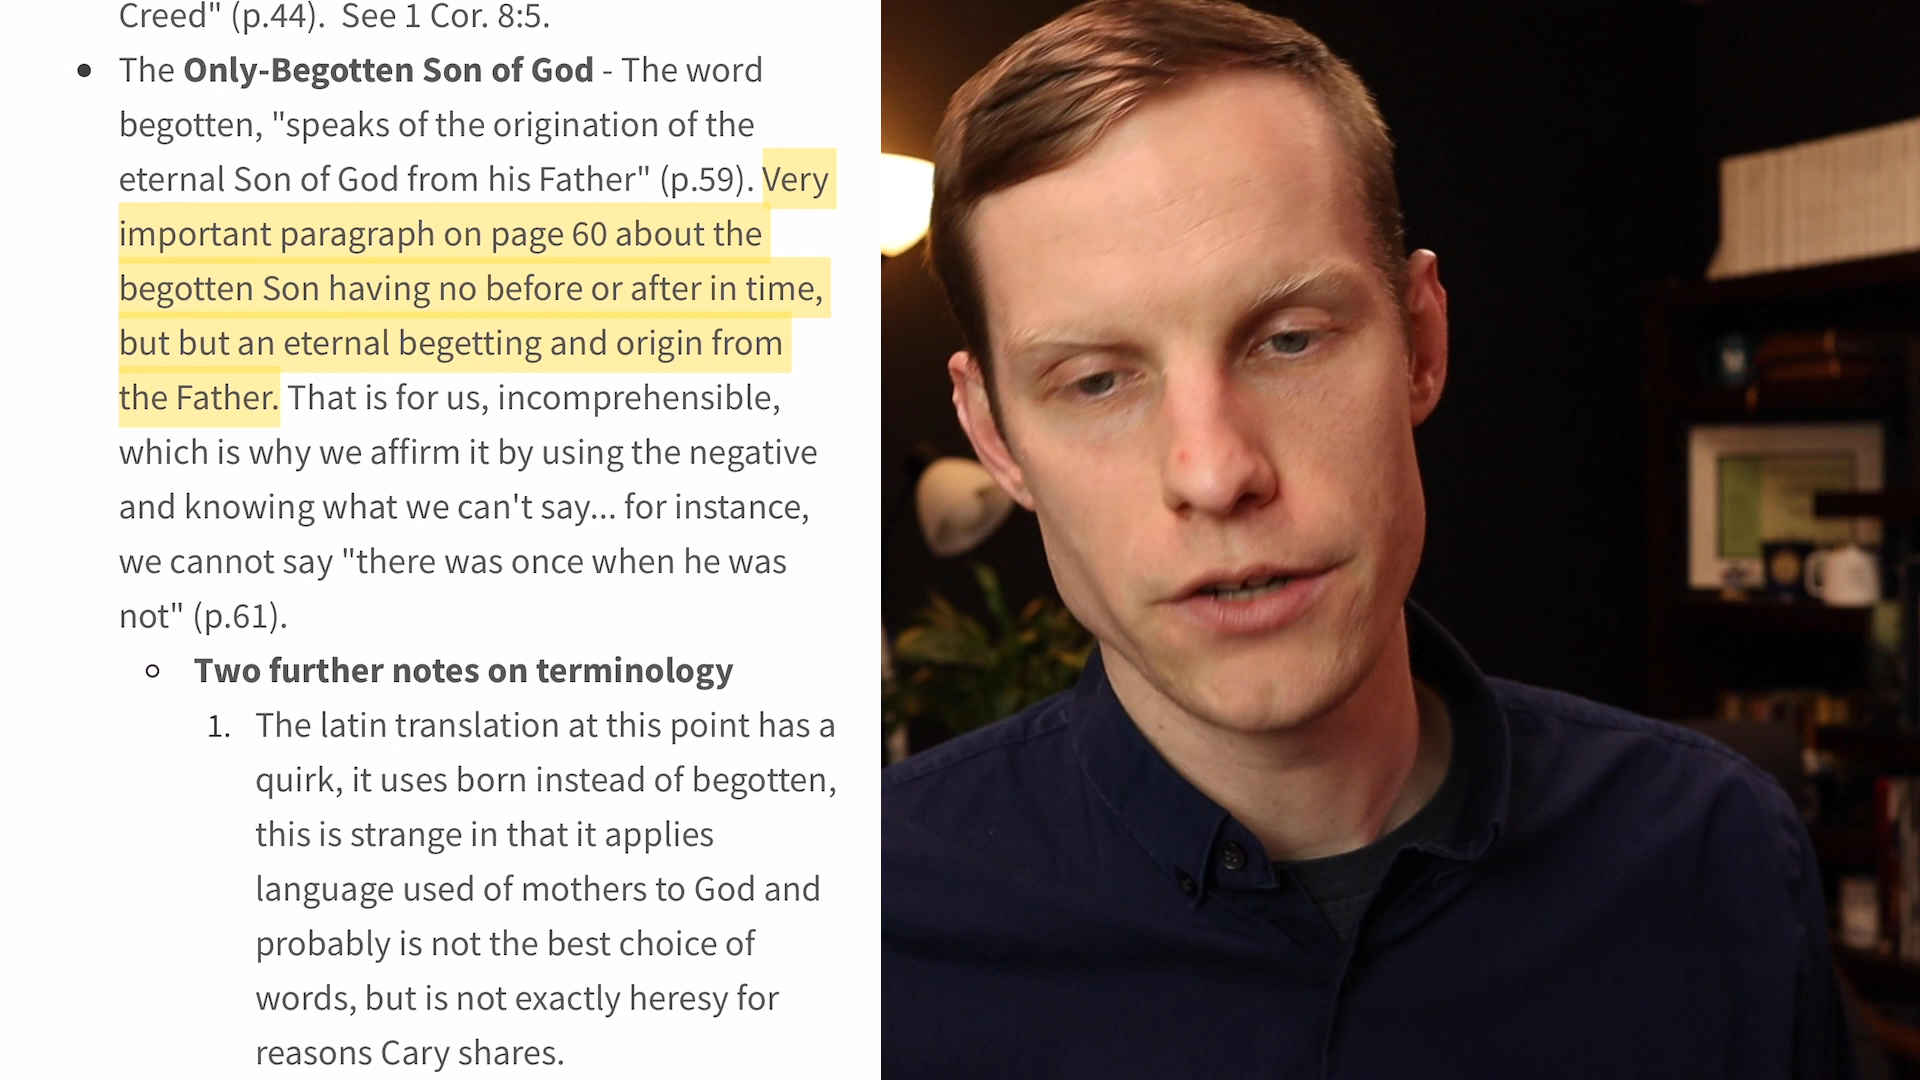 Creed" (p.44). See 1 Cor. 8:5.
• The Only-Begotten Son of God - The word
begotten, "speaks of the origination of the
eternal Son of God from his Father" (p.59). Very
important paragraph on page 60 about the
begotten Son having no before or after in time,
but but an eternal begetting and origin from
the Father. That is for us, incomprehensible,
which is why we affirm it by using the negative
and knowing what we can't say... for instance,
we cannot say "there was once when he was
not" (p.61).
○ Two further notes on terminology
1. The latin translation at this point has a
quirk, it uses born instead of begotten,
this is strange in that it applies
language used of mothers to God and
probably is not the best choice of
words, but is not exactly heresy for
reasons Cary shares.